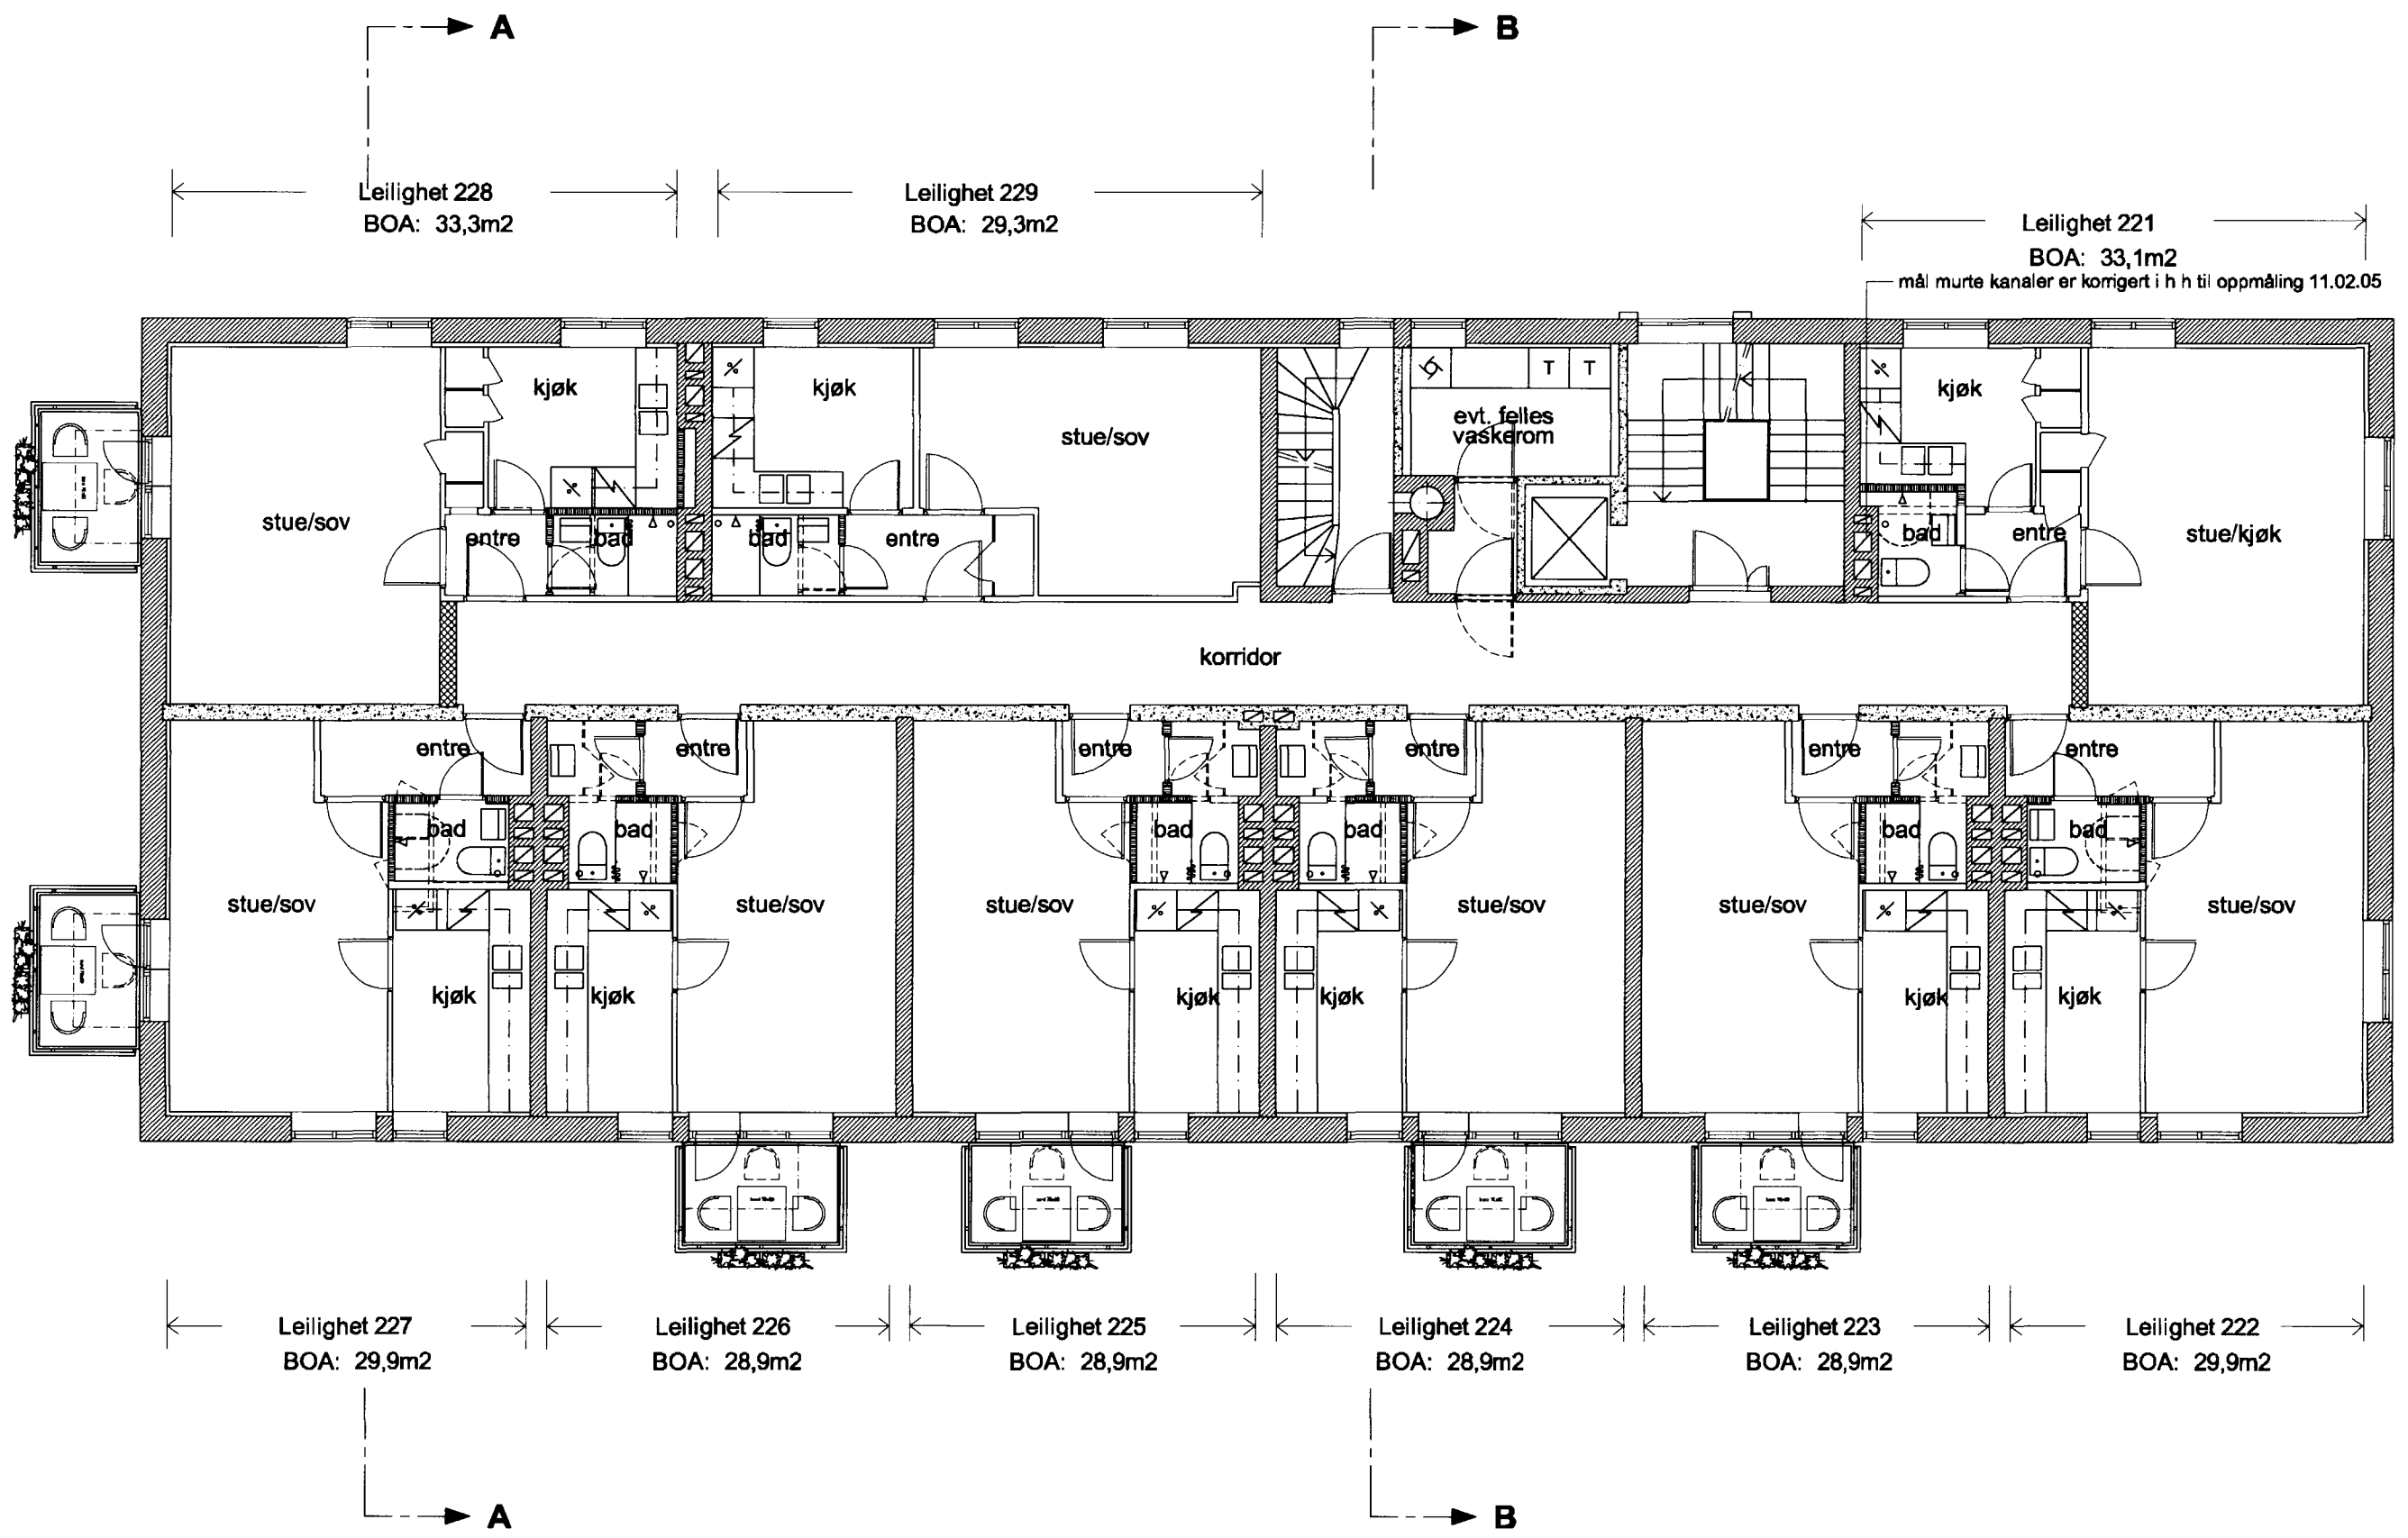 A
B
Leilighet 228
BOA: 33,3m2
Leilighet 229
BOA: 29,3m2
Leilighet 221
BOA: 33,1m2
mål murte kanaler er korrigert i h h til oppmåling 11.02.05
kjøk
kjøk
T T
kjøk
evt. felles
vaskerom
stue/sov
stue/sov
entre
bad
bad
entre
bad
entre
stue/kjøk
korridor
entre
entre
entre
entre
entre
entre
bad
bad
bad
bad
bad
bad
stue/sov
stue/sov
stue/sov
stue/sov
stue/sov
stue/sov
kjøk
kjøk
kjøk
kjøk
kjøk
kjøk
Leilighet 227
BOA: 29,9m2
Leilighet 226
BOA: 28,9m2
Leilighet 225
BOA: 28,9m2
Leilighet 224
BOA: 28,9m2
Leilighet 223
BOA: 28,9m2
Leilighet 222
BOA: 29,9m2
A
B